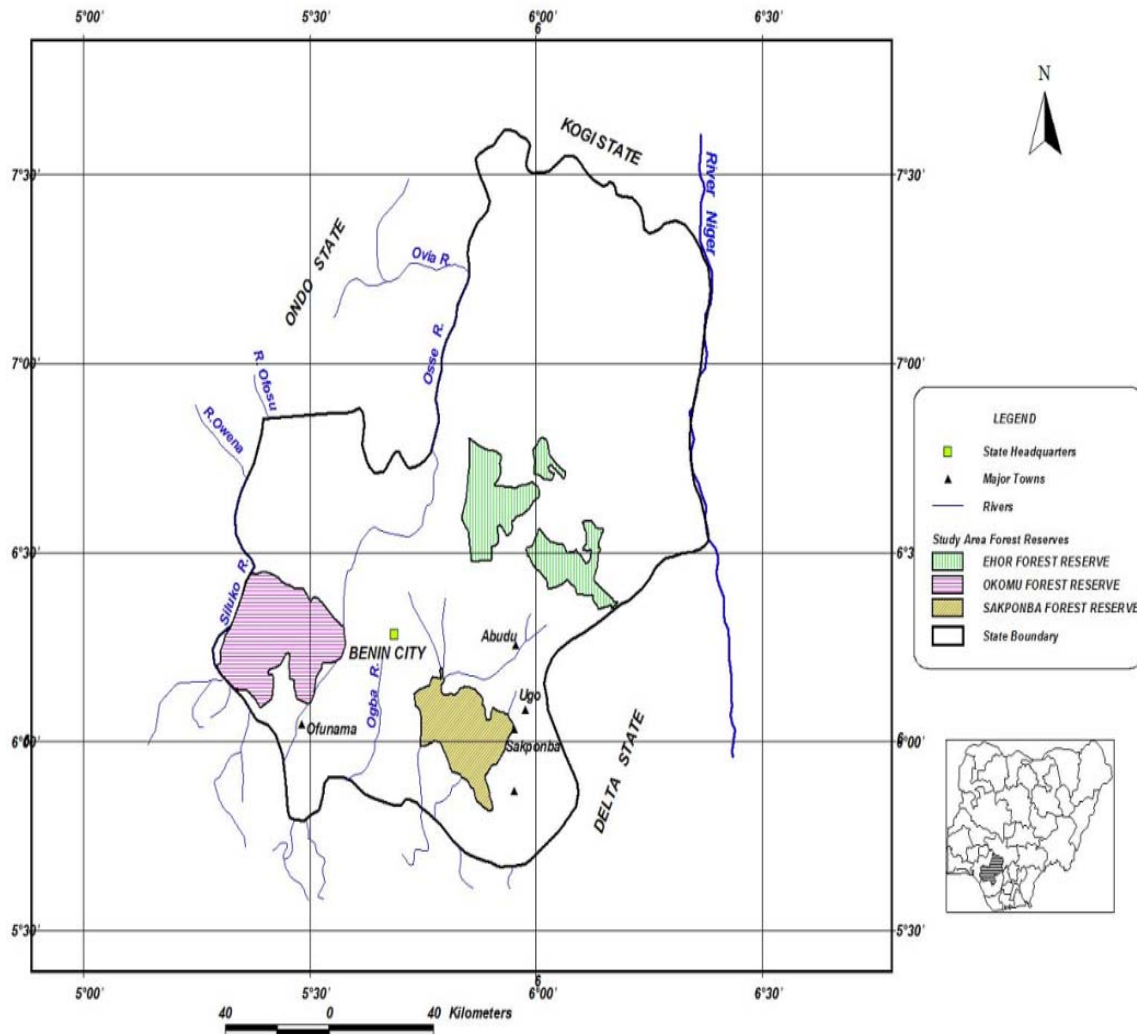 5°00'
5°30'
6°00'
6
6°30'
N
KOGI STATE
7°30'
7°30'
River Niger
ONDO STATE
Ovia R.
Osse R.
7°00'
7°00'
R. Ofosu
R.Owena
LEGEND
State Headquarters
Major Towns
Rivers
Study Area Forest Reserves
EHOR FOREST RESERVE
OKOMU FOREST RESERVE
SAKPONBA FOREST RESERVE
State Boundary
6°30'
6°30'
Siluko R.
Abudu
BENIN CITY
Ogba R.
Ugo
Ofunama
Sakponba
6°00'
6°00'
DELTA STATE
5°30'
5°30'
5°00'
5°30'
6°00'
6°30'
40 0 40 Kilometers